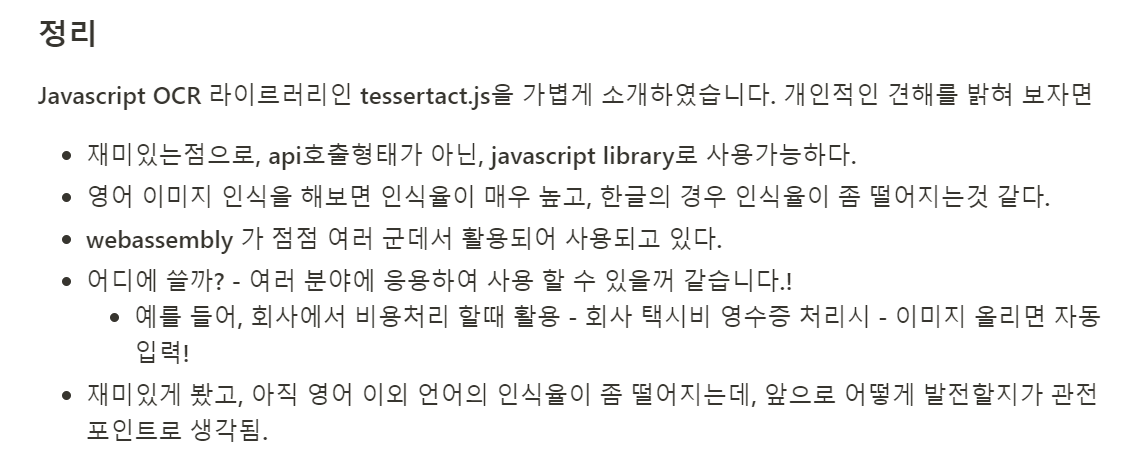 정리
Javascript OCR 라이르러리인 tessertact.js을 가볍게 소개하였습니다. 개인적인 견해를 밝혀 보자면
재미있는점으로, api호출형태가 아닌, javascript library로 사용가능하다.
영어 이미지 인식을 해보면 인식율이 매우 높고, 한글의 경우 인식율이 좀 떨어지는것 같다.
webassembly 가 점점 여러 군데서 활용되어 사용되고 있다.
어디에 쓸까? - 여러 분야에 응용하여 사용 할 수 있을꺼 같습니다.!
예를 들어, 회사에서 비용처리 할때 활용 - 회사 택시비 영수증 처리시 - 이미지 올리면 자동
입력!
재미있게 봤고, 아직 영어 이외 언어의 인식율이 좀 떨어지는데, 앞으로 어떻게 발전할지가 관전
포인트로 생각됨.